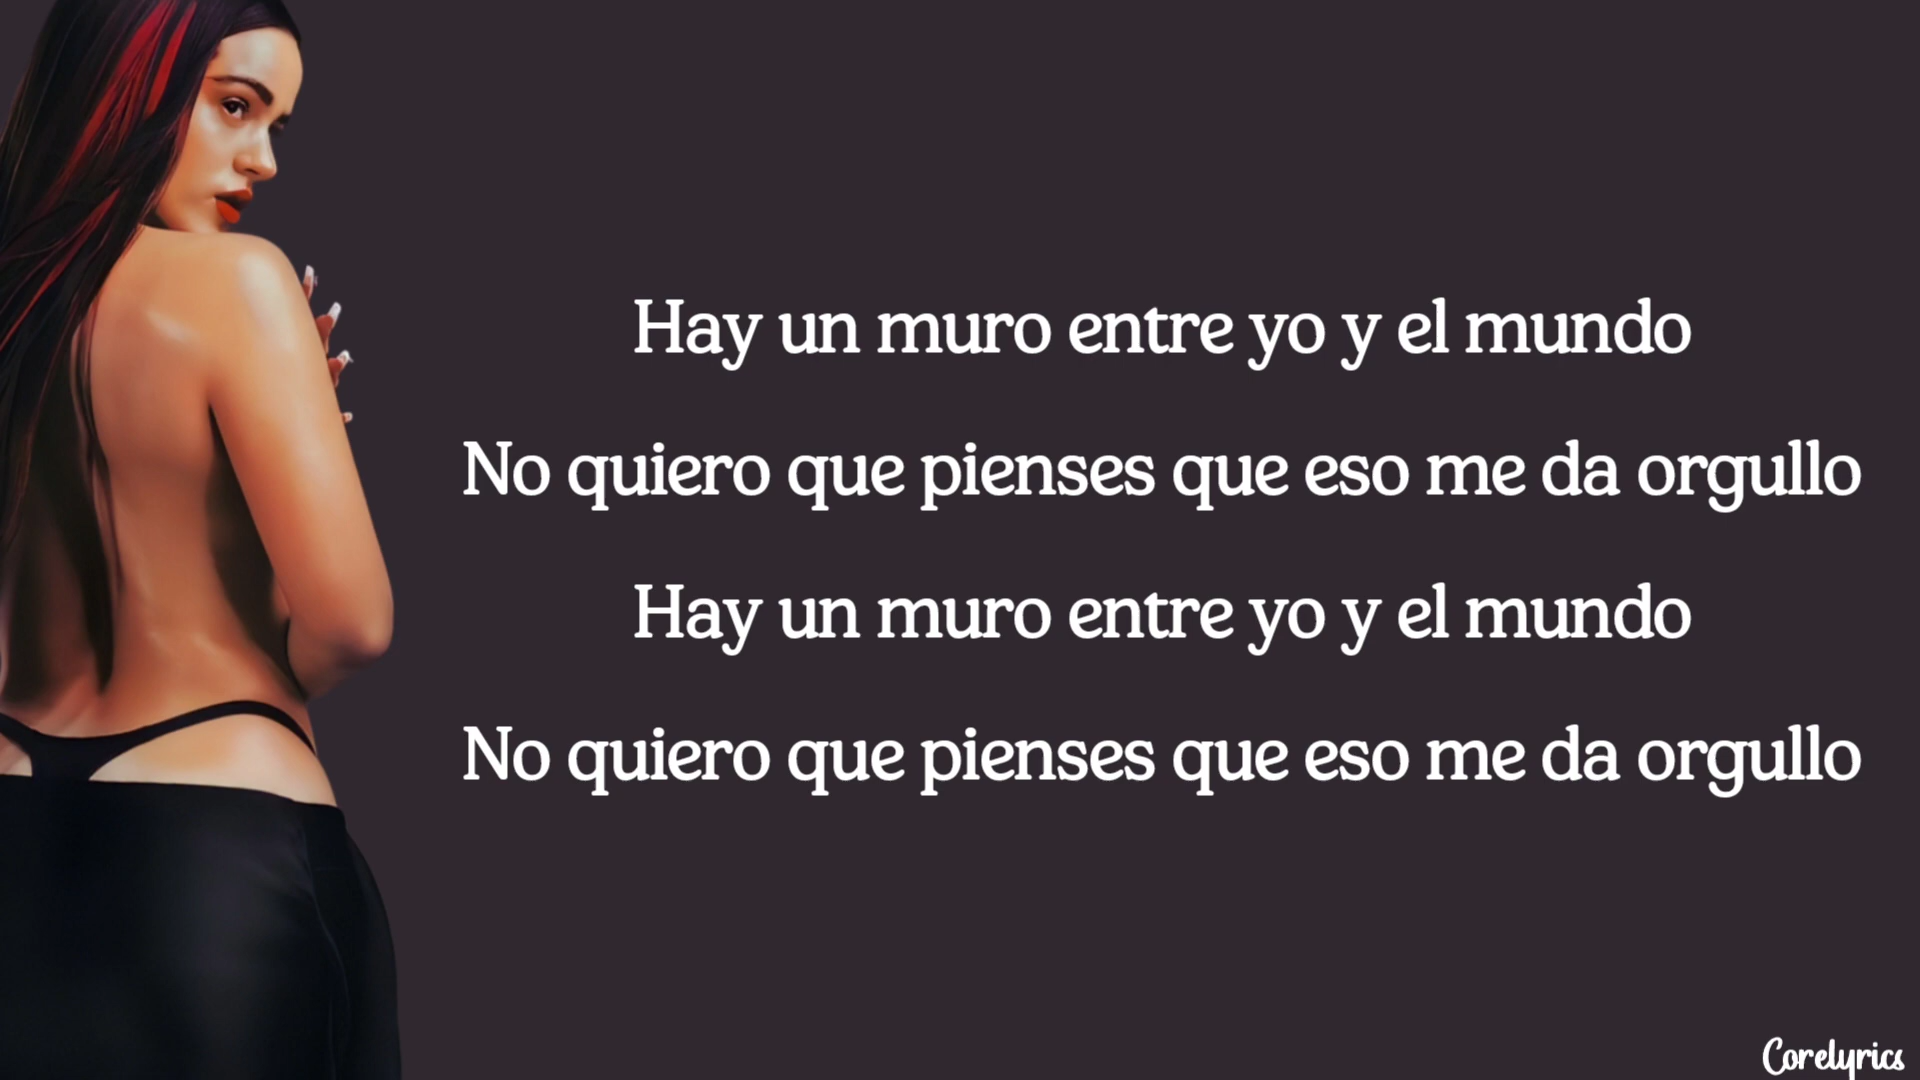 Hay un muro entre yo y el mundo
No quiero que pienses que eso me da orgullo
Hay un muro entre yo y el mundo
No quiero que pienses que eso me da orgullo
Corelyrics